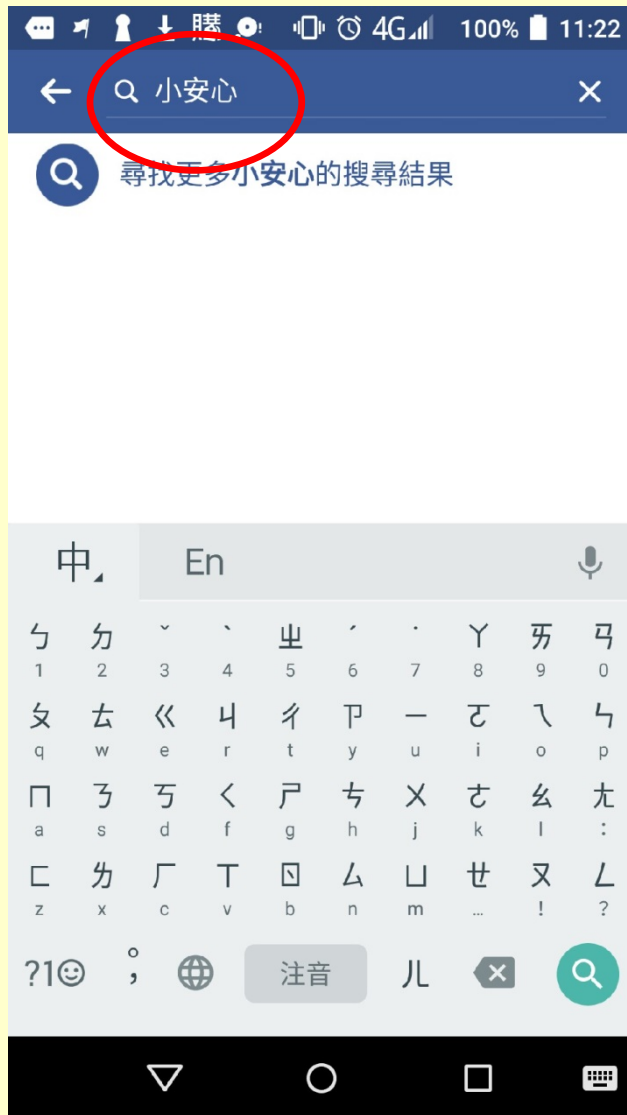 購 4G 100% 11:22
小安心
尋找更多小安心的搜尋結果
中 En
ㄅ ㄉ ˇ ˋ ㄓ ˊ ˙ ㄚ ㄞ ㄢ
1 2 3 4 5 6 7 8 9 0
ㄆ ㄊ ㄍ ㄐ ㄔ ㄗ ㄧ ㄛ ㄟ ㄣ
q w e r t y u i o p
ㄇ ㄋ ㄎ ㄑ ㄕ ㄘ ㄨ ㄜ ㄠ ㄤ
a s d f g h j k l :
ㄈ ㄌ ㄏ ㄒ ㄖ ㄙ ㄩ ㄝ ㄡ ㄥ
z x c v b n m ... ! ?
?1☺ °; 注音 ㄦ